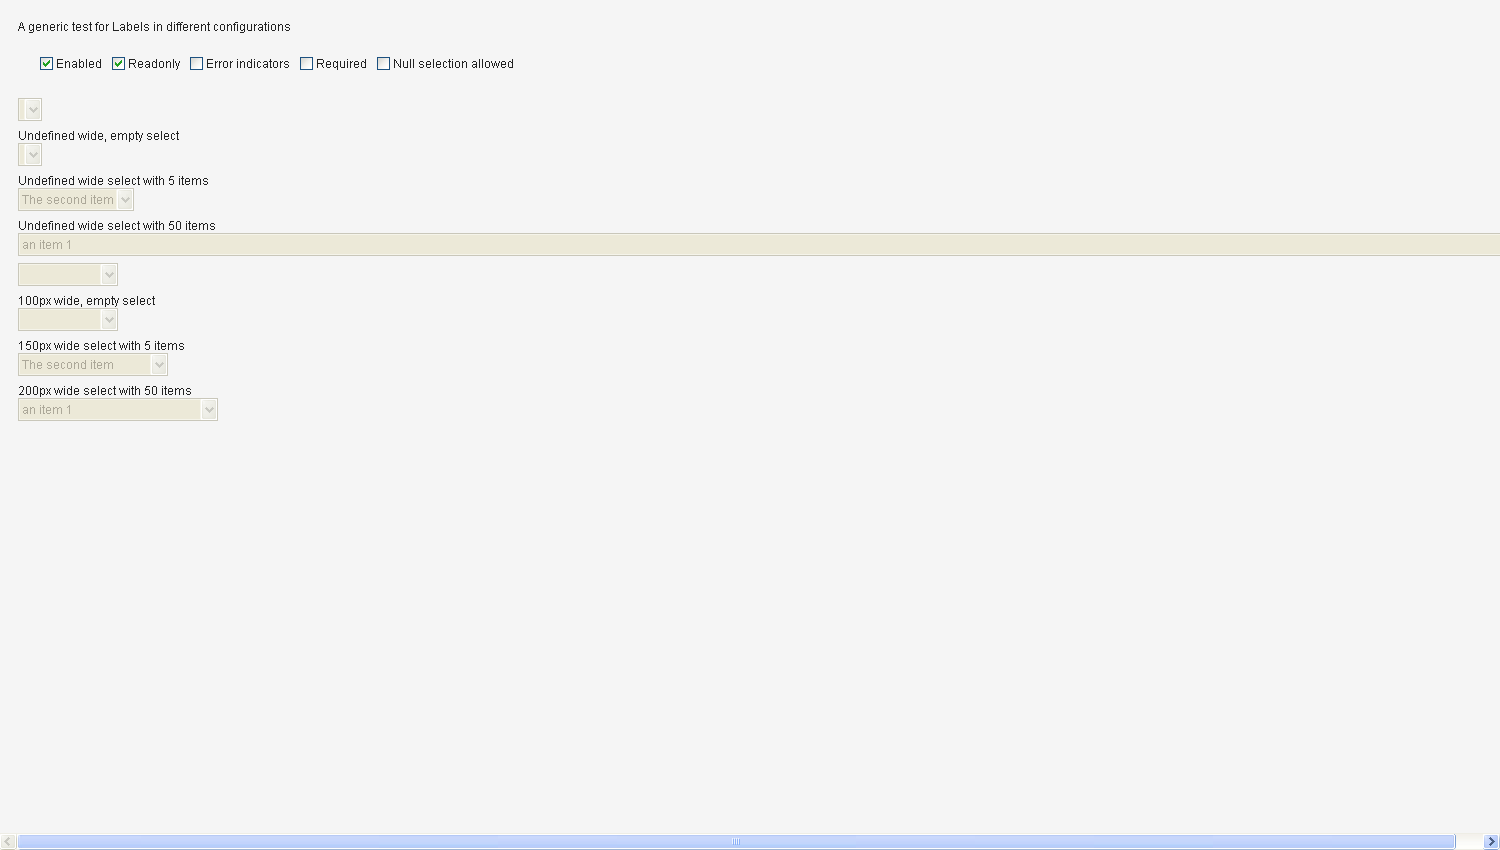 A generic test for Labels in different configurations
Enabled Readonly Error indicators Required Null selection allowed
Undefined wide, empty select
Undefined wide select with 5 items
The second item
Undefined wide select with 50 items
an item 1
100px wide, empty select
150px wide select with 5 items
The second item
200px wide select with 50 items
an item 1